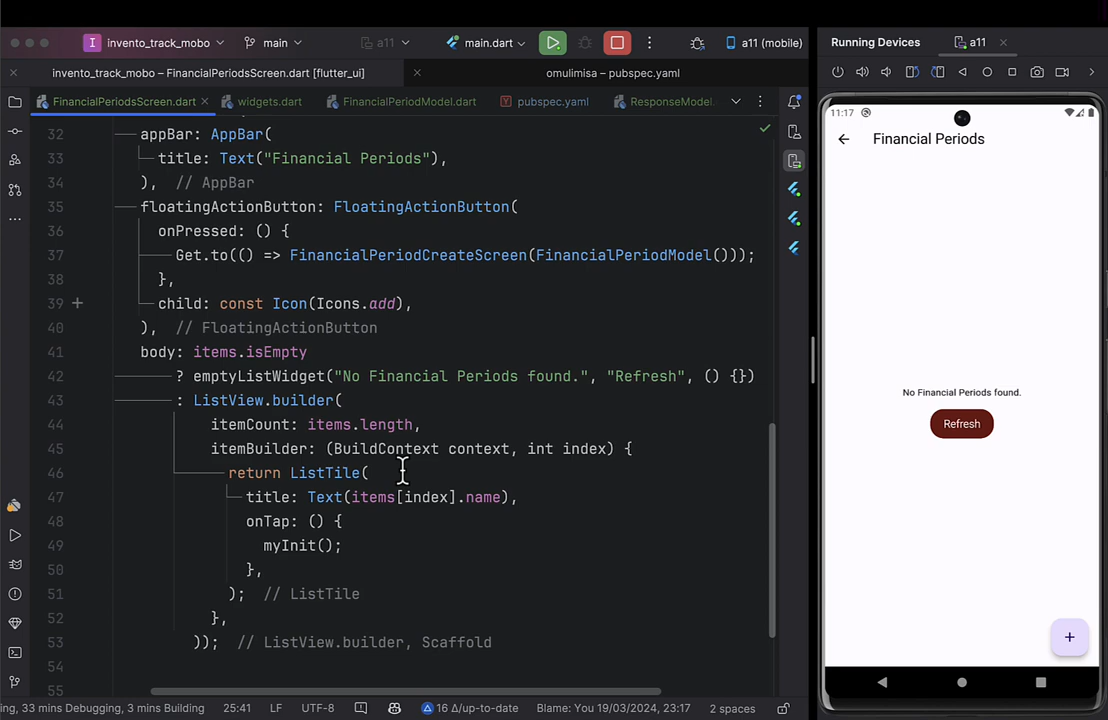 invento_track_mobo
main
a11
main.dart
a11 (mobile)
Running Devices
a11
invento_track_mobo – FinancialPeriodsScreen.dart [flutter_ui]
omulimisa – pubspec.yaml
FinancialPeriodsScreen.dart
widgets.dart
FinancialPeriodModel.dart
pubspec.yaml
ResponseModel.
32 appBar: AppBar(
33 title: Text("Financial Periods"),
34 ), // AppBar
35 floatingActionButton: FloatingActionButton(
36 onPressed: () {
37 Get.to(() => FinancialPeriodCreateScreen(FinancialPeriodModel()));
38 },
39 child: const Icon(Icons.add),
40 ), // FloatingActionButton
41 body: items.isEmpty
42 ? emptyListWidget("No Financial Periods found.", "Refresh", () {})
43 : ListView.builder(
44 itemCount: items.length,
45 itemBuilder: (BuildContext context, int index) {
46 return ListTile(
47 title: Text(items[index].name),
48 onTap: () {
49 myInit();
50 },
51 ); // ListTile
52 },
53 )); // ListView.builder, Scaffold
54
55
ing, 33 mins Debugging, 3 mins Building
25:41
LF
UTF-8
16 Δ/up-to-date
Blame: You 19/03/2024, 23:17
2 spaces
11:17
Financial Periods
No Financial Periods found.
Refresh
+